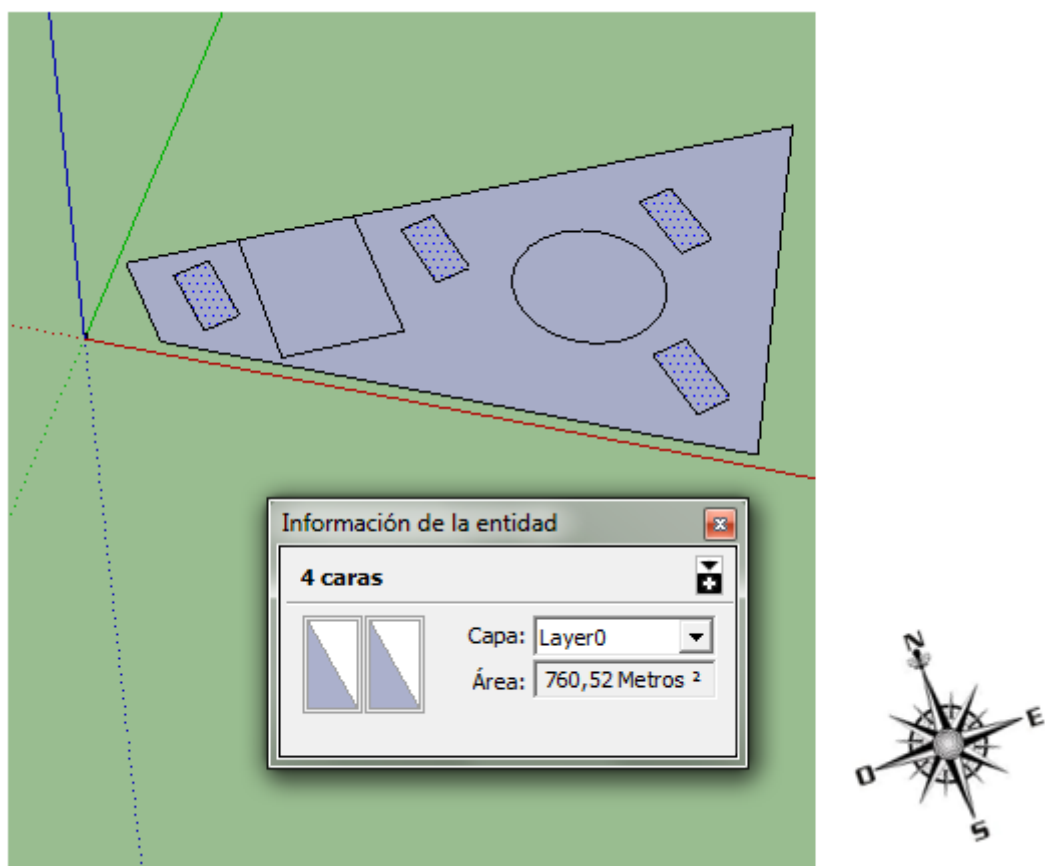 Información de la entidad
4 caras
Capa: Layer0
Área: 760,52 Metros ²
N
E
O
S